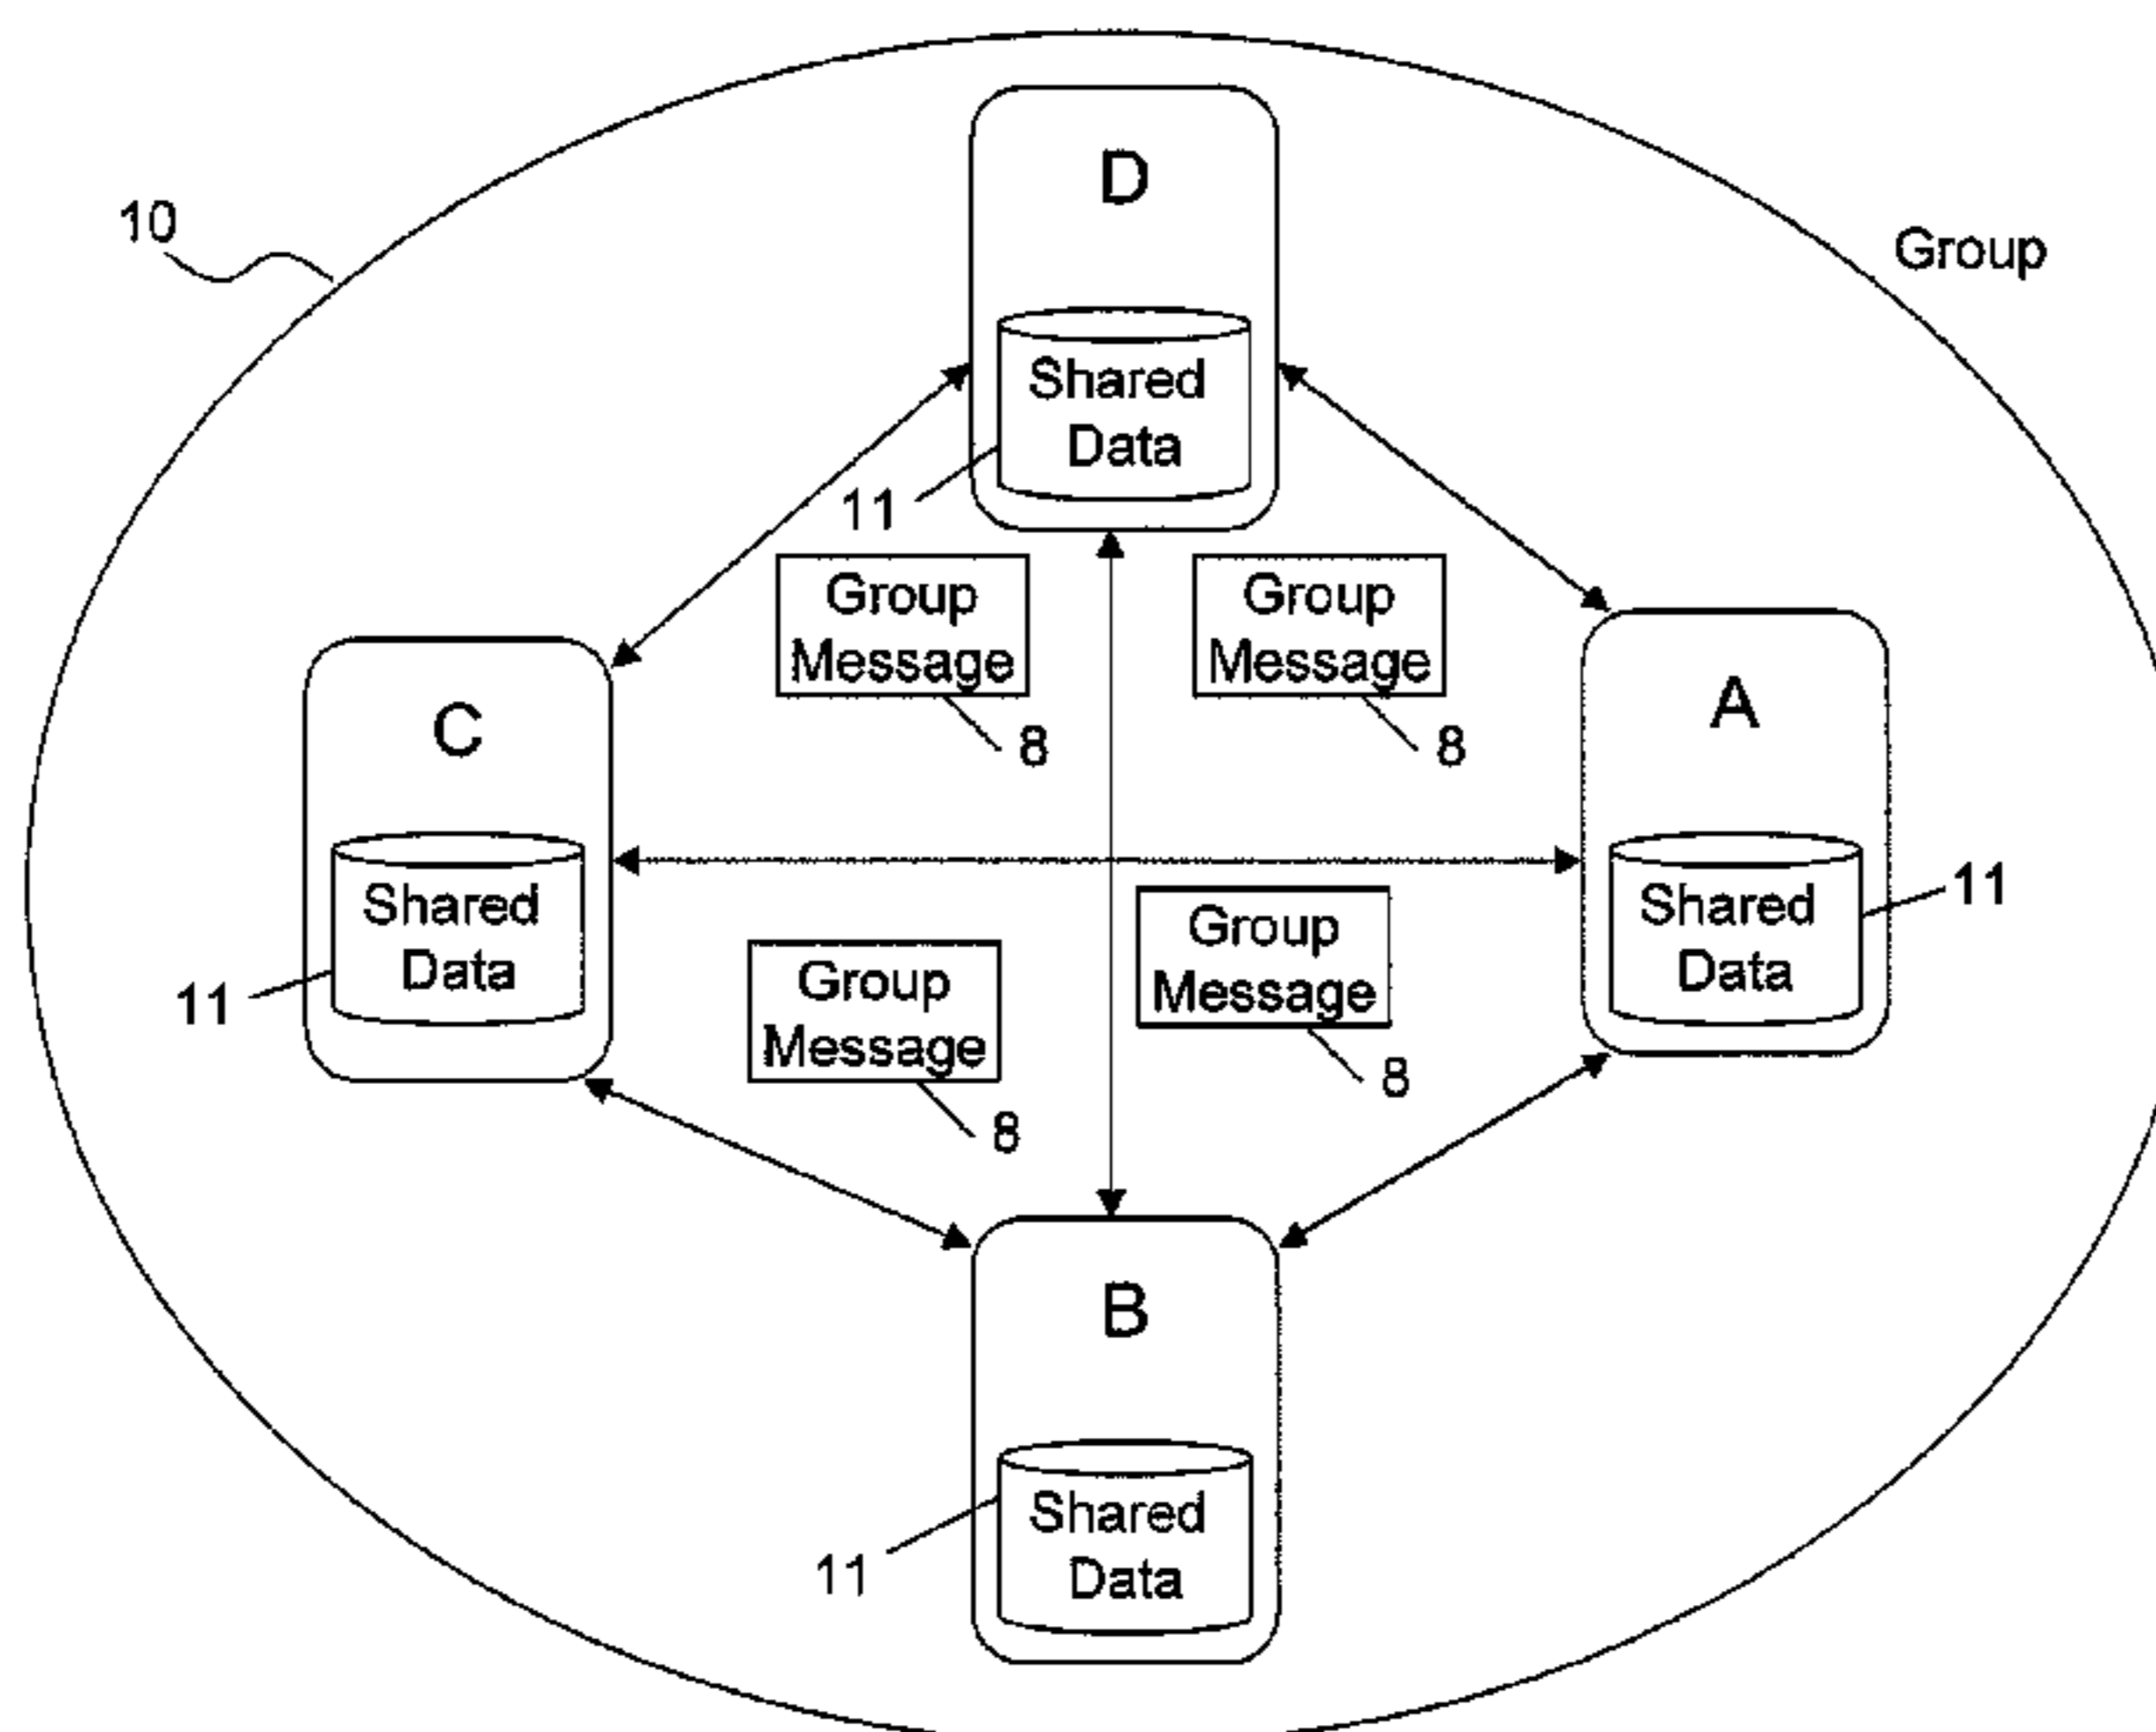 D
10
Group
Shared
Data
11
Group
Message
8
Group
Message
8
C
A
Shared
Data
11
Shared
Data
11
Group
Message
8
Group
Message
8
B
Shared
Data
11